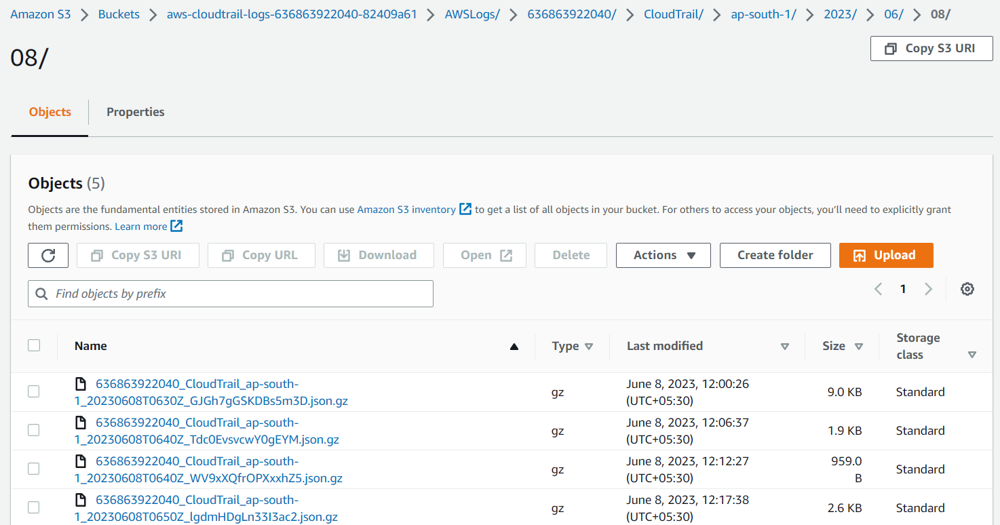 Amazon S3 > Buckets > aws-cloudtrail-logs-636863922040-82409a61 > AWSLogs/ > 636863922040/ > CloudTrail/ > ap-south-1/ > 2023/ > 06/ > 08/
08/
Copy S3 URI
Objects Properties
Objects (5)
Objects are the fundamental entities stored in Amazon S3. You can use Amazon S3 inventory to get a list of all objects in your bucket. For others to access your objects, you’ll need to explicitly grant
them permissions. Learn more
Copy S3 URI Copy URL Download Open Delete Actions Create folder Upload
Find objects by prefix
1
Name Type Last modified Size Storage
class
636863922040_CloudTrail_ap-south- June 8, 2023, 12:00:26
1_20230608T0630Z_GJGh7gGSKDBs5m3D.json.gz gz (UTC+05:30) 9.0 KB Standard
636863922040_CloudTrail_ap-south- June 8, 2023, 12:06:37
1_20230608T0640Z_Tdc0EvsvcwY0gEYM.json.gz gz (UTC+05:30) 1.9 KB Standard
636863922040_CloudTrail_ap-south- June 8, 2023, 12:12:27 959.0
1_20230608T0640Z_WV9xXQfrOPXxxhZ5.json.gz gz (UTC+05:30) B Standard
636863922040_CloudTrail_ap-south- June 8, 2023, 12:17:38
1_20230608T0650Z_lgdmHDgLn33I3ac2.json.gz gz (UTC+05:30) 2.6 KB Standard